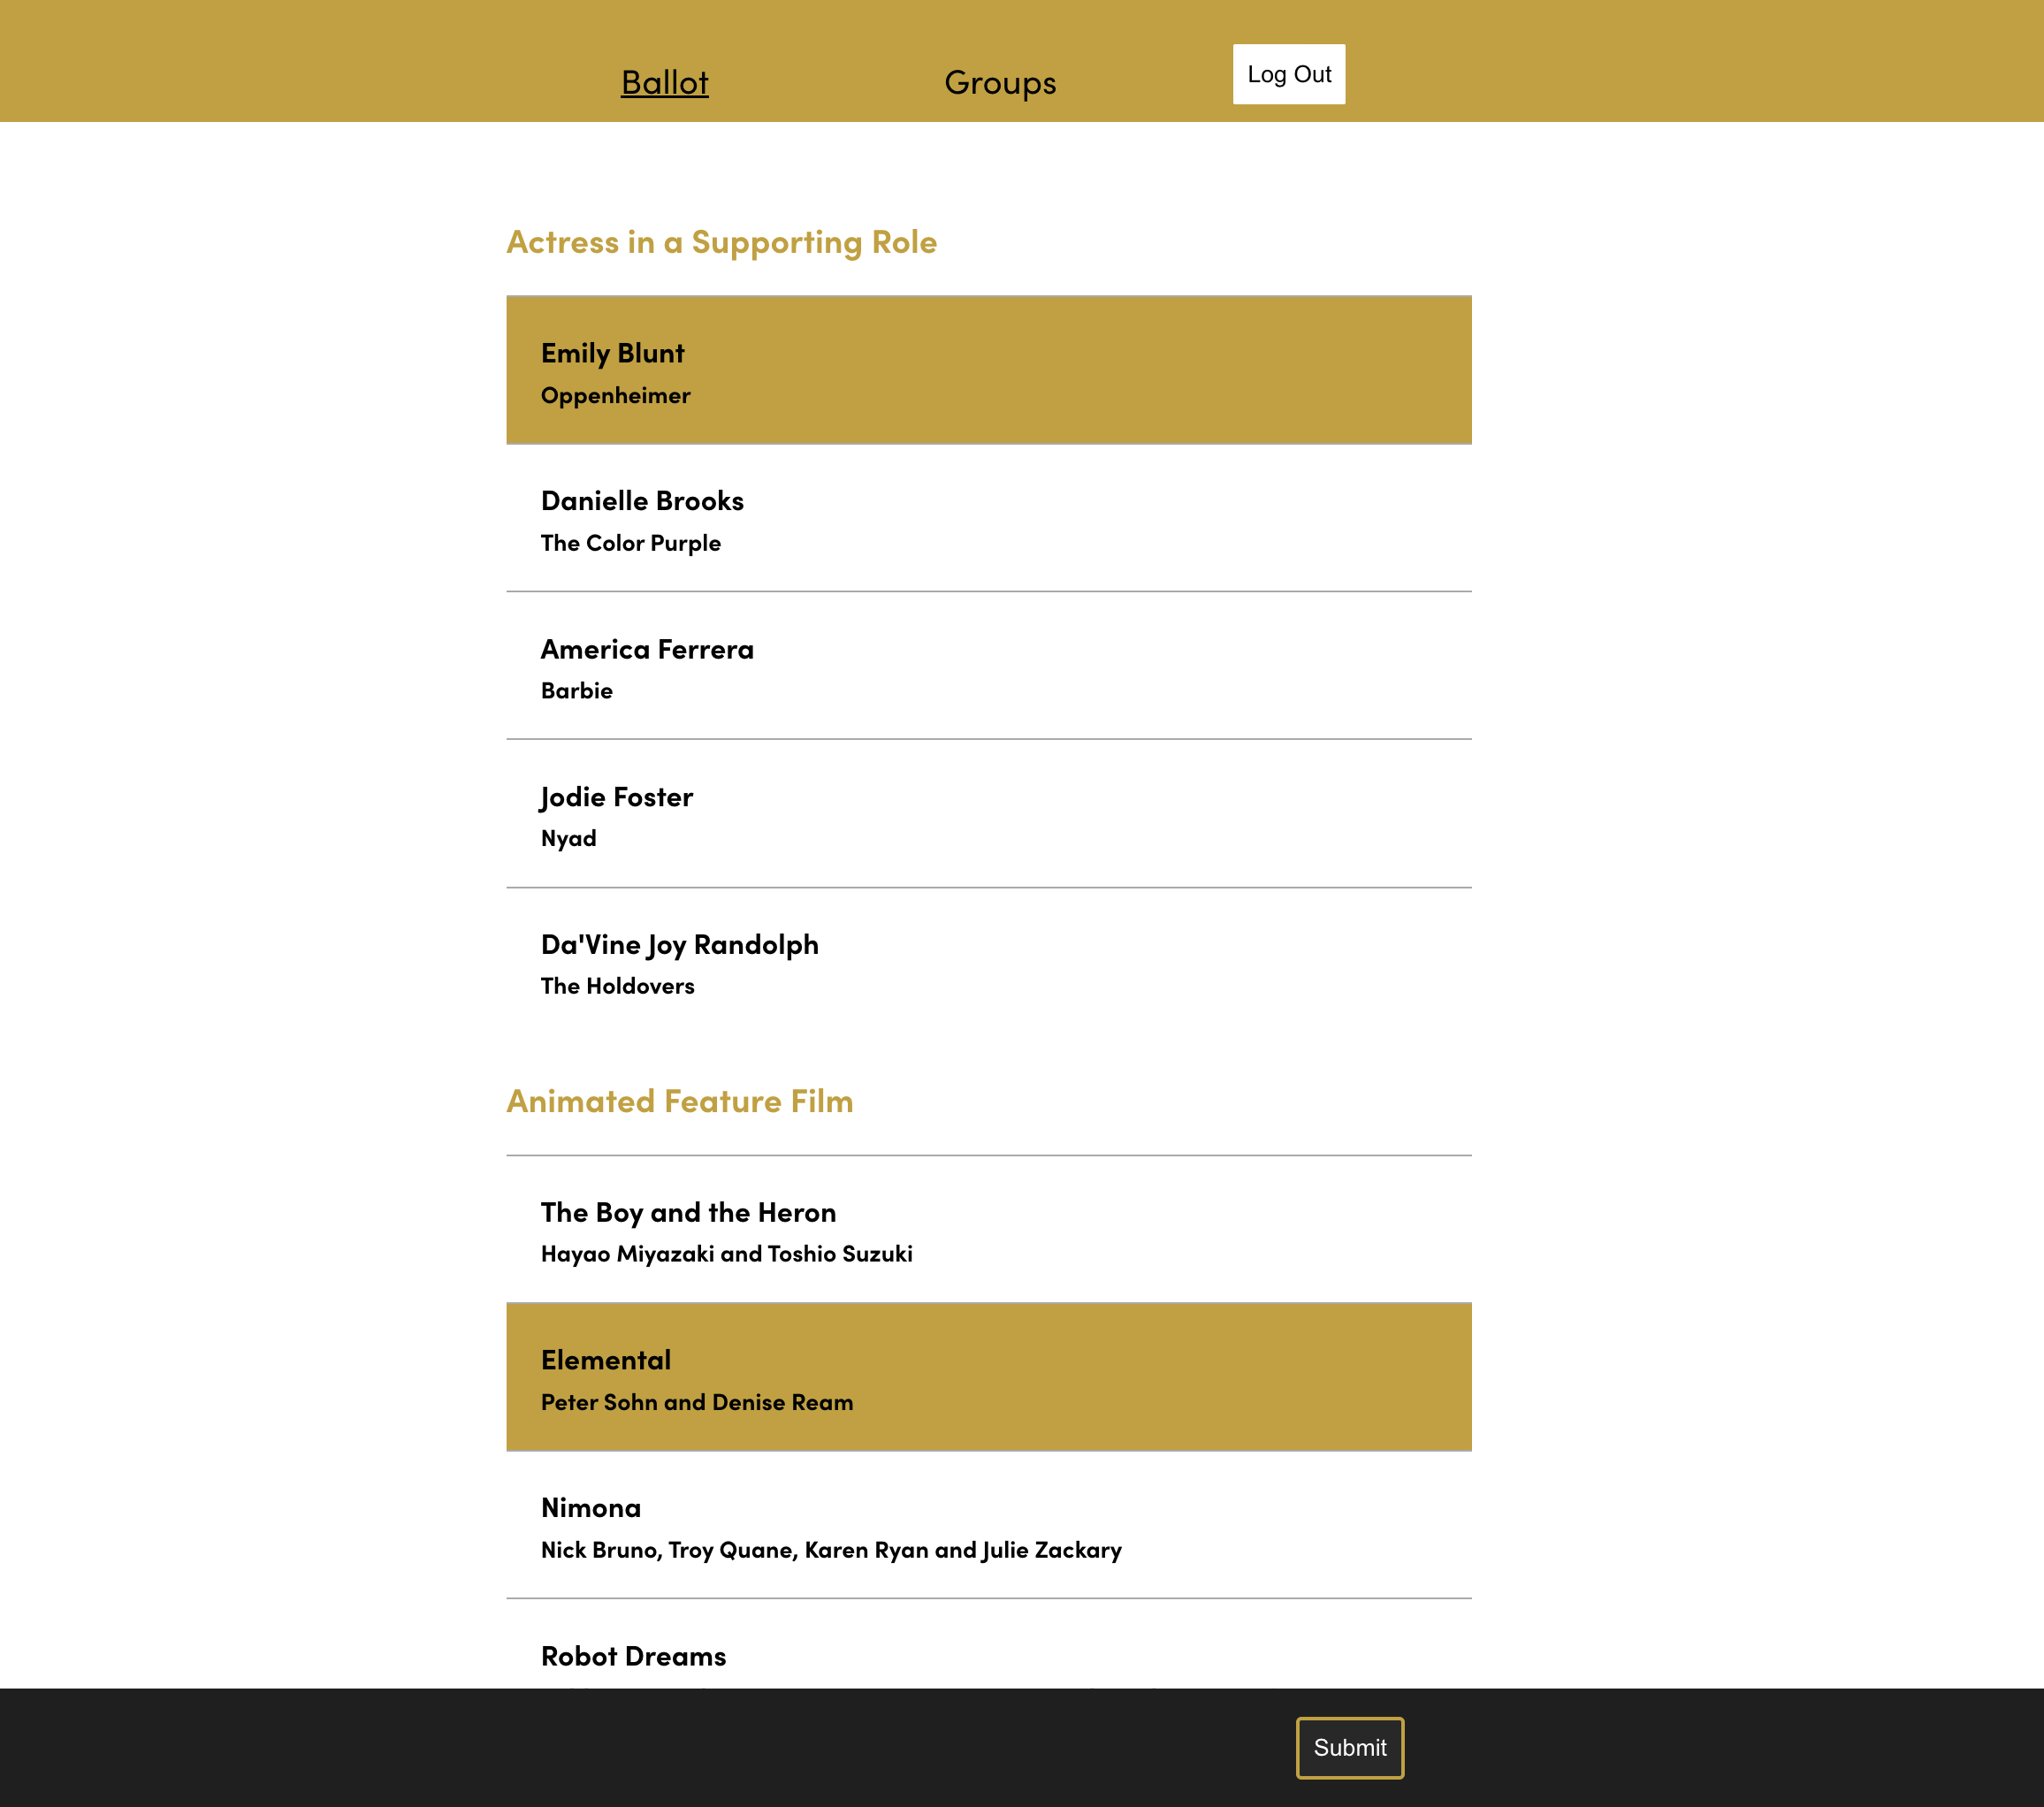 Ballot
Groups
Log Out
Actress in a Supporting Role
Emily Blunt
Oppenheimer
Danielle Brooks
The Color Purple
America Ferrera
Barbie
Jodie Foster
Nyad
Da'Vine Joy Randolph
The Holdovers
Animated Feature Film
The Boy and the Heron
Hayao Miyazaki and Toshio Suzuki
Elemental
Peter Sohn and Denise Ream
Nimona
Nick Bruno, Troy Quane, Karen Ryan and Julie Zackary
Robot Dreams
Submit